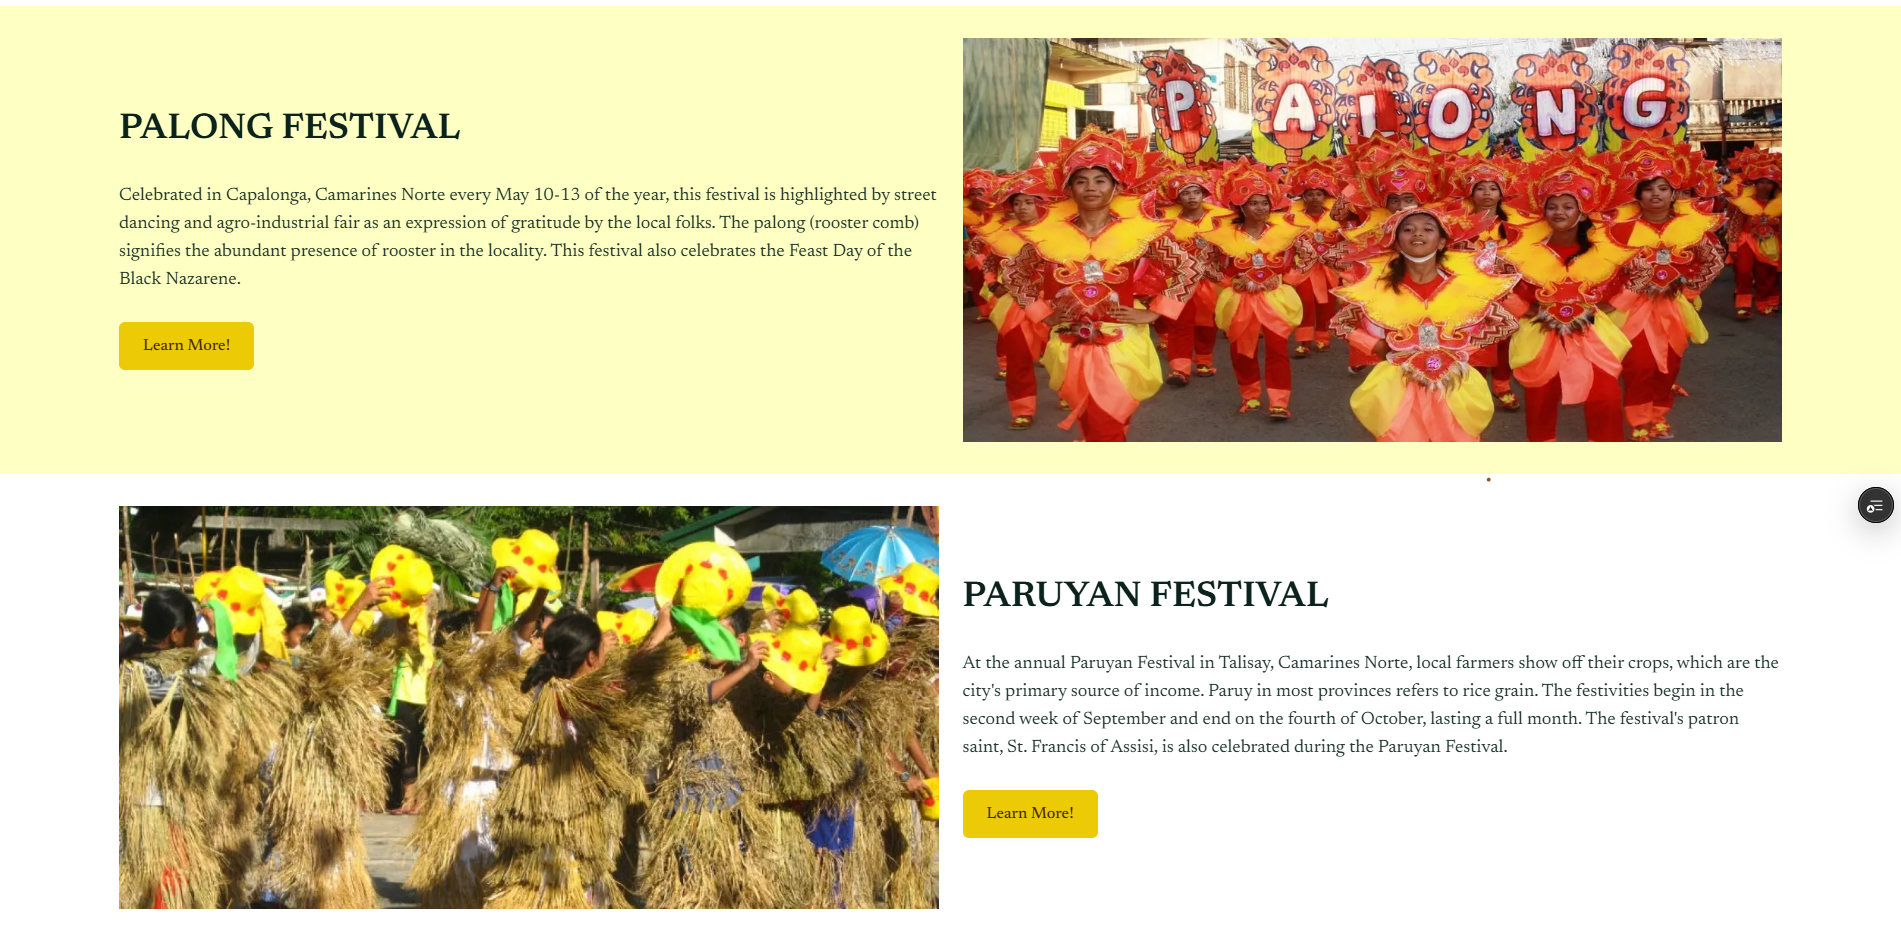 PALONG FESTIVAL
Celebrated in Capalonga, Camarines Norte every May 10-13 of the year, this festival is highlighted by street
dancing and agro-industrial fair as an expression of gratitude by the local folks. The palong (rooster comb)
signifies the abundant presence of rooster in the locality. This festival also celebrates the Feast Day of the
Black Nazarene.
Learn More!
PALONG
PARUYAN FESTIVAL
At the annual Paruyan Festival in Talisay, Camarines Norte, local farmers show off their crops, which are the
city's primary source of income. Paruy in most provinces refers to rice grain. The festivities begin in the
second week of September and end on the fourth of October, lasting a full month. The festival's patron
saint, St. Francis of Assisi, is also celebrated during the Paruyan Festival.
Learn More!